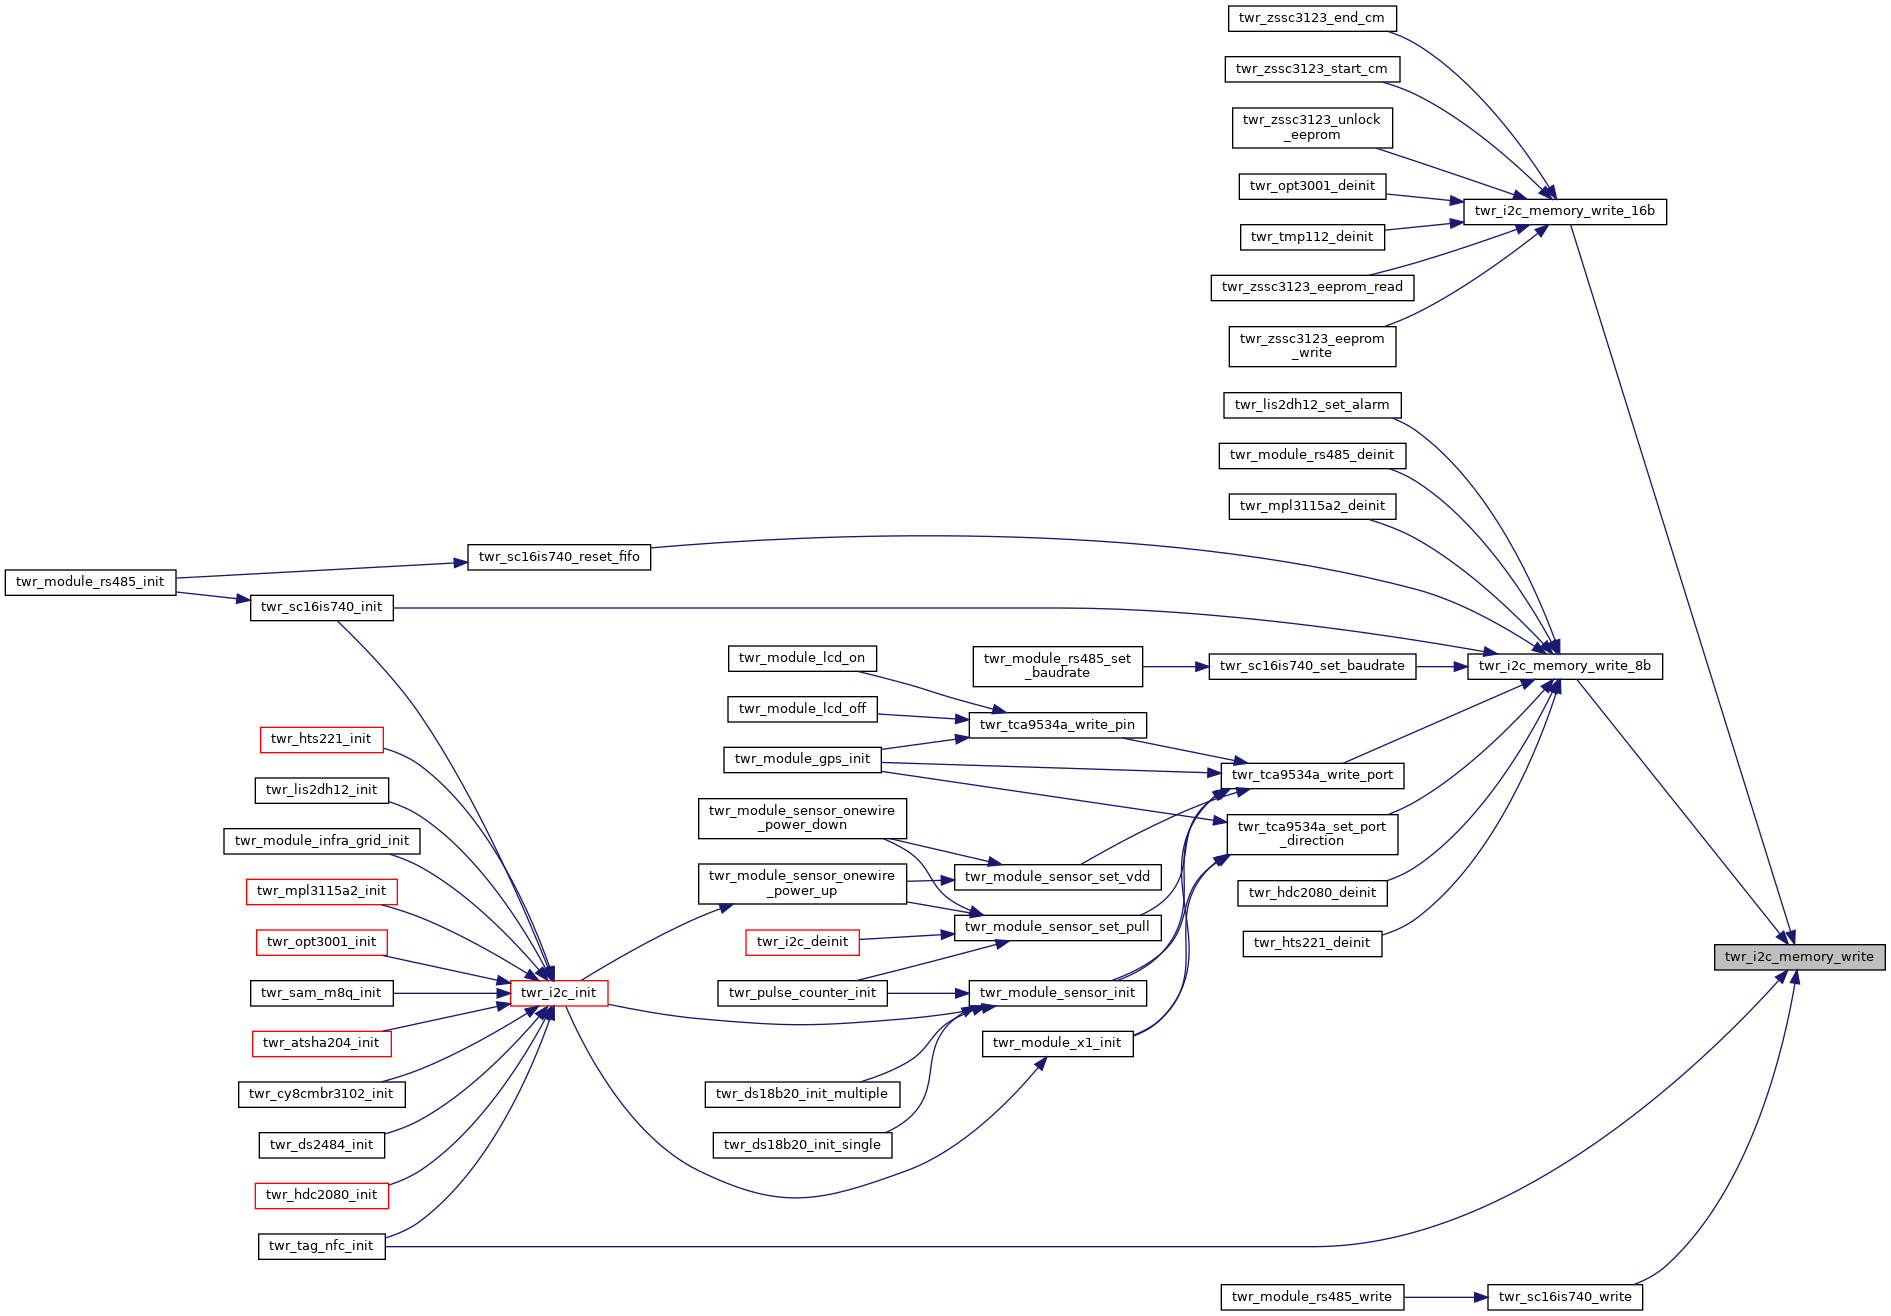 twr_zssc3123_end_cm
twr_zssc3123_start_cm
twr_zssc3123_unlock
_eeprom
twr_opt3001_deinit
twr_i2c_memory_write_16b
twr_tmp112_deinit
twr_zssc3123_eeprom_read
twr_zssc3123_eeprom
_write
twr_lis2dh12_set_alarm
twr_module_rs485_deinit
twr_mpl3115a2_deinit
twr_sc16is740_reset_fifo
twr_module_rs485_init
twr_sc16is740_init
twr_module_lcd_on
twr_module_rs485_set
_baudrate
twr_sc16is740_set_baudrate
twr_i2c_memory_write_8b
twr_module_lcd_off
twr_tca9534a_write_pin
twr_hts221_init
twr_module_gps_init
twr_tca9534a_write_port
twr_lis2dh12_init
twr_module_sensor_onewire
_power_down
twr_tca9534a_set_port
_direction
twr_module_infra_grid_init
twr_module_sensor_onewire
_power_up
twr_module_sensor_set_vdd
twr_mpl3115a2_init
twr_hdc2080_deinit
twr_module_sensor_set_pull
twr_opt3001_init
twr_i2c_deinit
twr_hts221_deinit
twr_i2c_memory_write
twr_sam_m8q_init
twr_i2c_init
twr_pulse_counter_init
twr_module_sensor_init
twr_atsha204_init
twr_module_x1_init
twr_cy8cmbr3102_init
twr_ds18b20_init_multiple
twr_ds2484_init
twr_ds18b20_init_single
twr_hdc2080_init
twr_tag_nfc_init
twr_module_rs485_write
twr_sc16is740_write